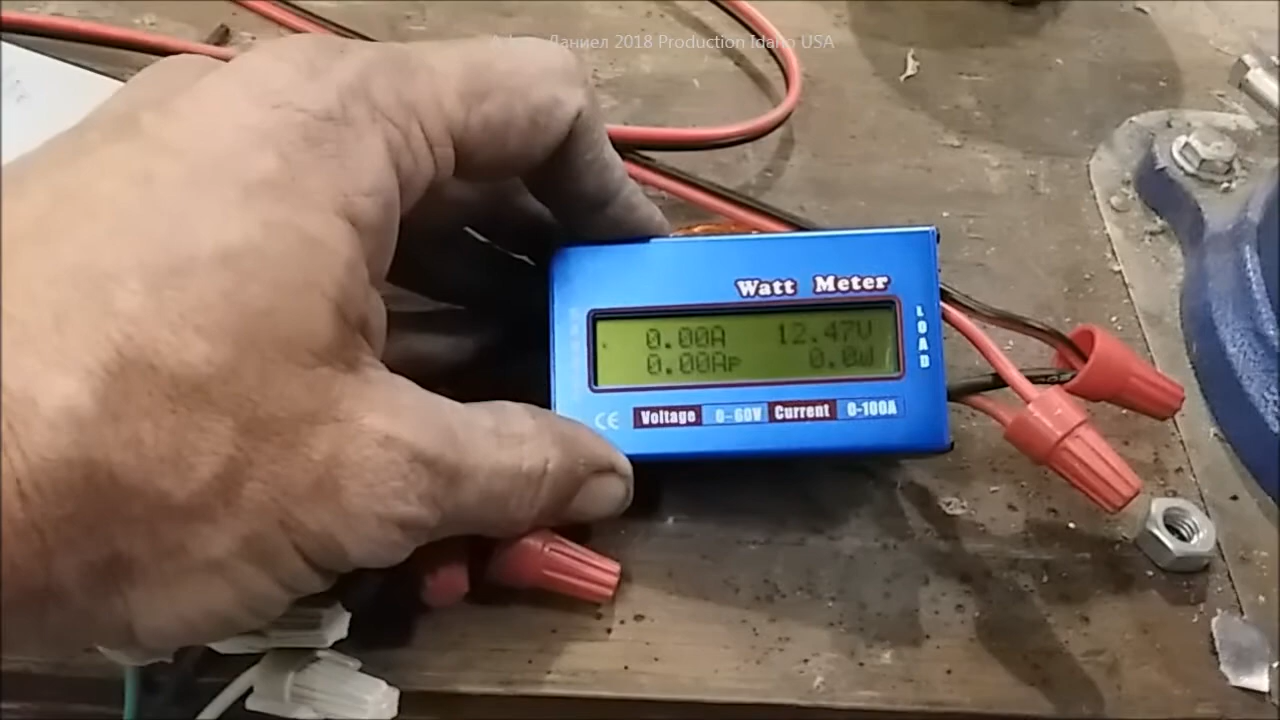 Даниел 2018 Production Idaho USA
Watt Meter
0.00A 12.47V
0.00Ap 0.0W
LOAD
CE Voltage 0-60V Current 0-100A